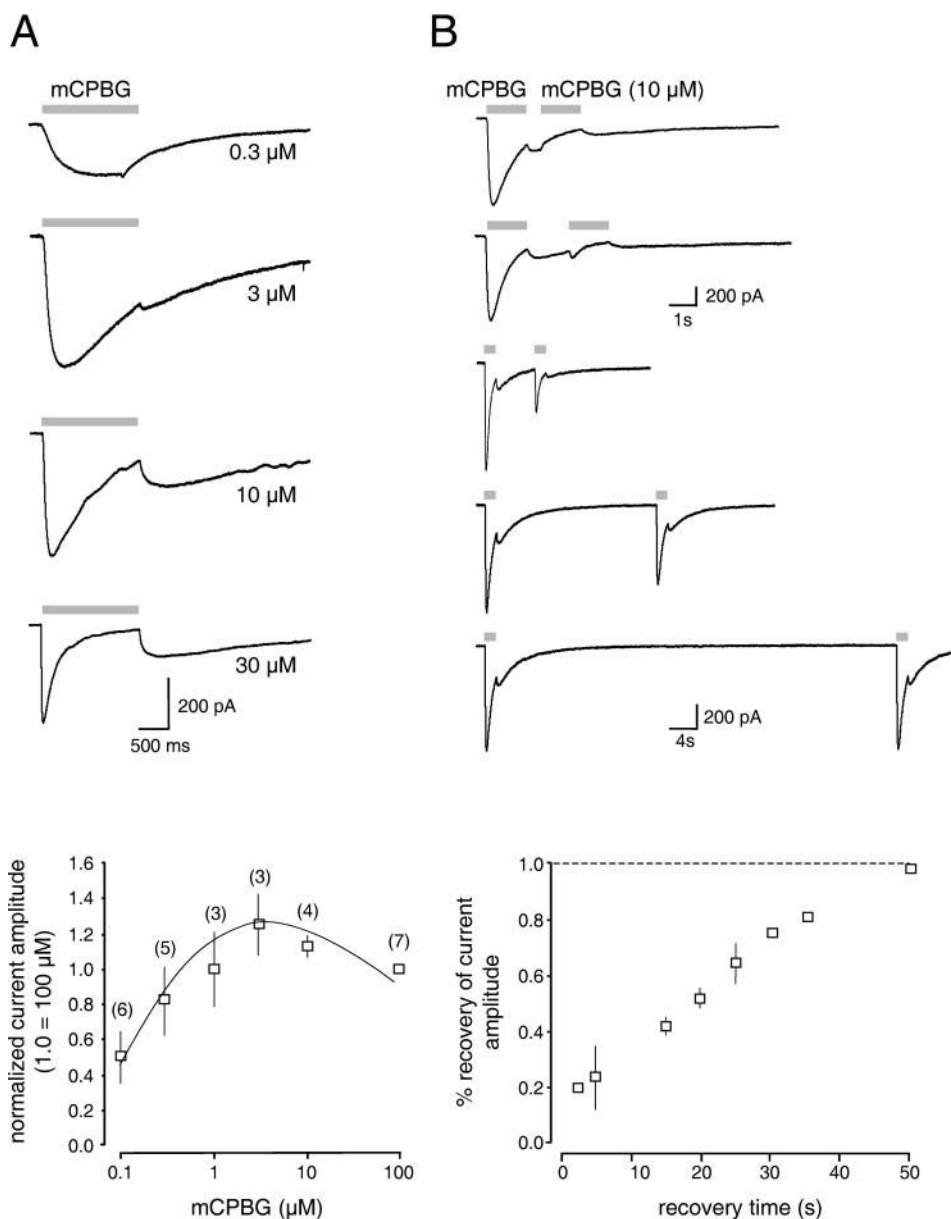 A
mCPBG
0.3 µM
3 µM
10 µM
30 µM
200 pA
500 ms
B
mCPBG mCPBG (10 µM)
200 pA
1s
200 pA
4s
normalized current amplitude
(1.0 = 100 µM)
1.6
1.4
1.2
1.0
0.8
0.6
0.4
0.2
0.0
(6)
(5)
(3)
(3)
(4)
(7)
0.1 1 10 100
mCPBG (µM)
% recovery of current
amplitude
1.0
0.8
0.6
0.4
0.2
0.0
0 10 20 30 40 50
recovery time (s)